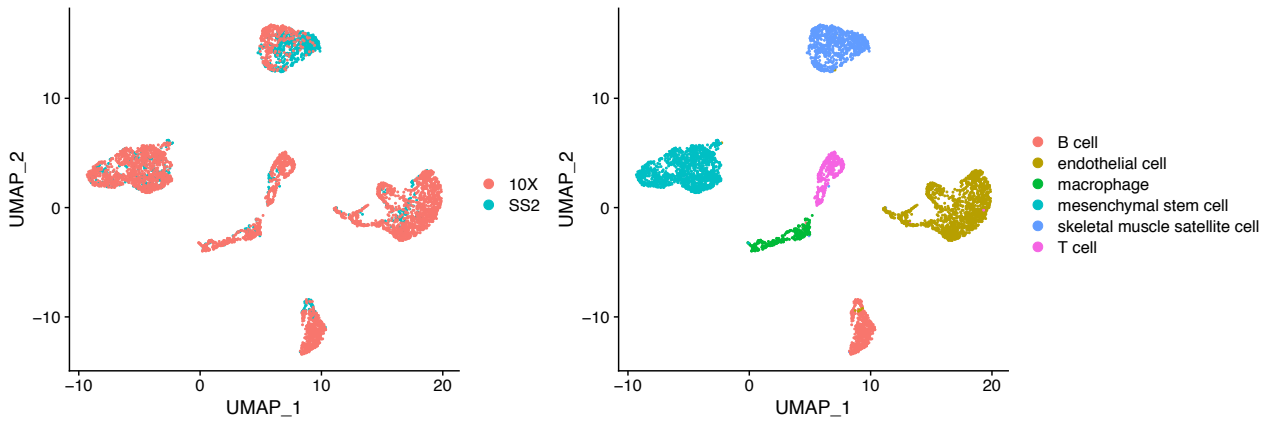 10
0
−10
UMAP_2
−10
0
10
20
UMAP_1
10X
SS2
10
0
−10
UMAP_2
−10
0
10
20
UMAP_1
B cell
endothelial cell
macrophage
mesenchymal stem cell
skeletal muscle satellite cell
T cell